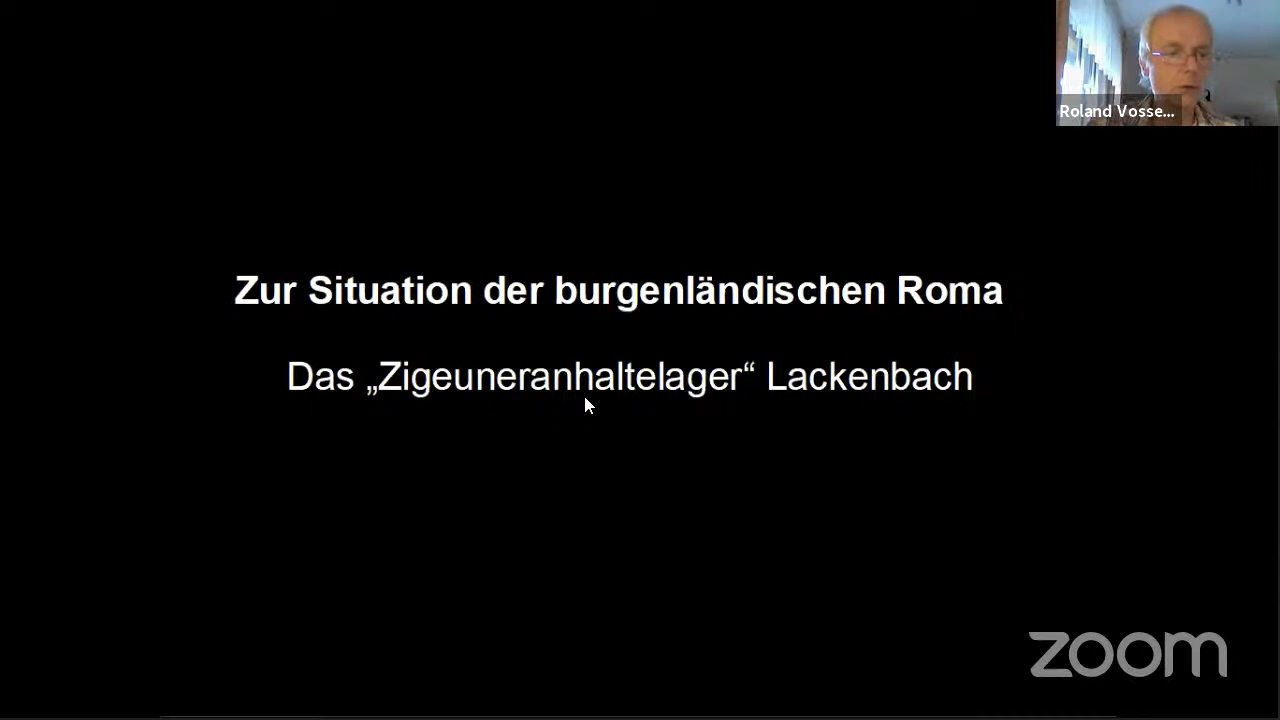 Roland Vosse...
Zur Situation der burgenländischen Roma
Das „Zigeuneranhaltelager“ Lackenbach
zoom